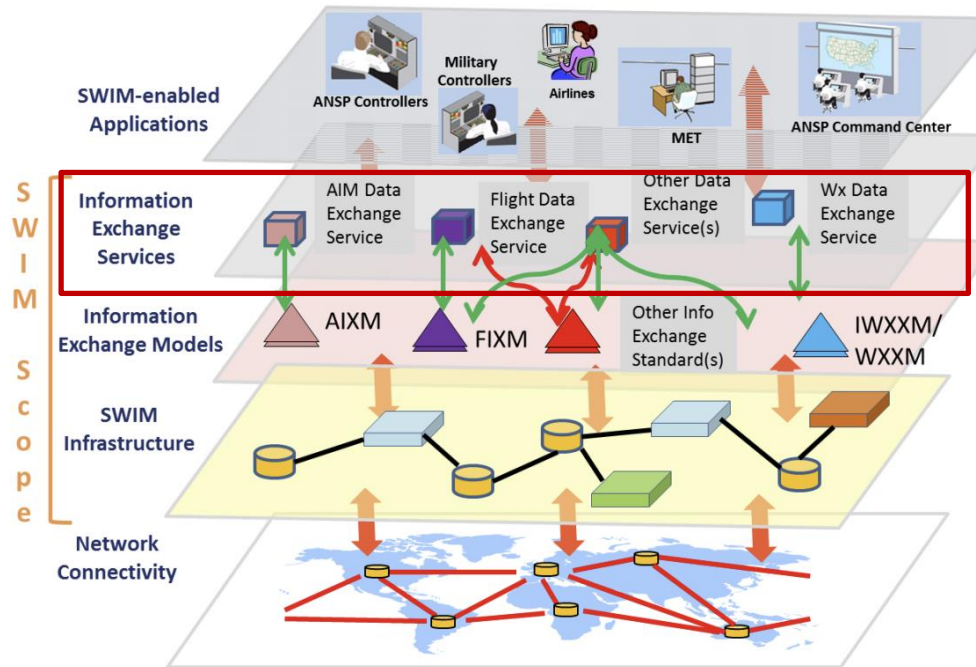 SWIM-enabled
Applications
ANSP Controllers
Military
Controllers
Airlines
MET
ANSP Command Center
SWIM Scope
Information
Exchange
Services
AIM Data
Exchange
Service
Flight Data
Exchange
Service
Other Data
Exchange
Service(s)
Wx Data
Exchange
Service
Information
Exchange Models
AIXM
FIXM
Other Info
Exchange
Standard(s)
IWXXM/
WXXM
SWIM
Infrastructure
Network
Connectivity